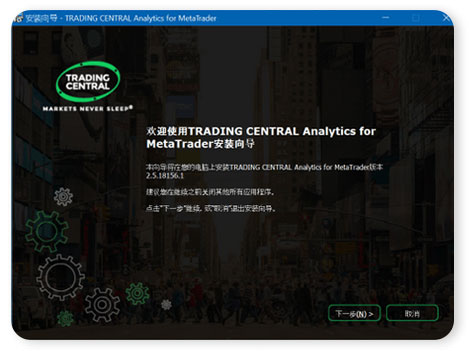 安装向导 - TRADING CENTRAL Analytics for MetaTrader
TRADING
CENTRAL
MARKETS NEVER SLEEP®
欢迎使用TRADING CENTRAL Analytics for
MetaTrader安装向导
本向导将在您的电脑上安装TRADING CENTRAL Analytics for MetaTrader版本
2.5.18156.1
建议您在继续之前关闭其他所有应用程序。
点击“下一步”继续, 或“取消”退出安装向导。
下一步(N) >
取消